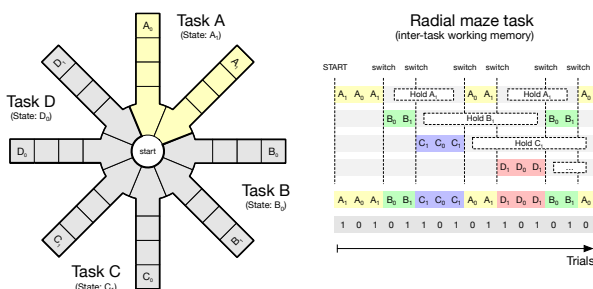 Task A
(State: A₁)
A₀
A₁
D₁
Task D
(State: D₀)
D₀
start
B₀
Task B
(State: B₀)
B₁
C₁
Task C
(State: C₁)
C₀
Radial maze task
(inter-task working memory)
START switch switch switch switch switch switch
A₁ A₀ A₁ Hold A₁ A₀ A₁ Hold A₁ A₀
B₀ B₁ Hold B₁ B₀ B₁
C₁ C₀ C₁ Hold C₁
D₁ D₀ D₁ ...
A₁ A₀ A₁ B₀ B₁ C₁ C₀ C₁ A₀ A₁ D₁ D₀ D₁ B₀ B₁ A₀
1 0 1 0 1 1 0 1 0 1 1 0 1 0 1 0
Trials